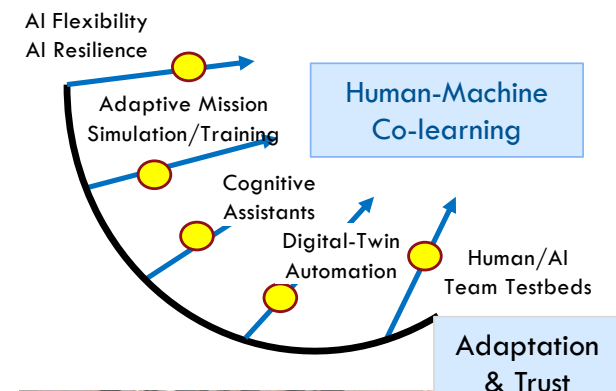 AI Flexibility
AI Resilience
Adaptive Mission
Simulation/Training
Human-Machine
Co-learning
Cognitive
Assistants
Digital-Twin
Automation
Human/AI
Team Testbeds
Adaptation
& Trust